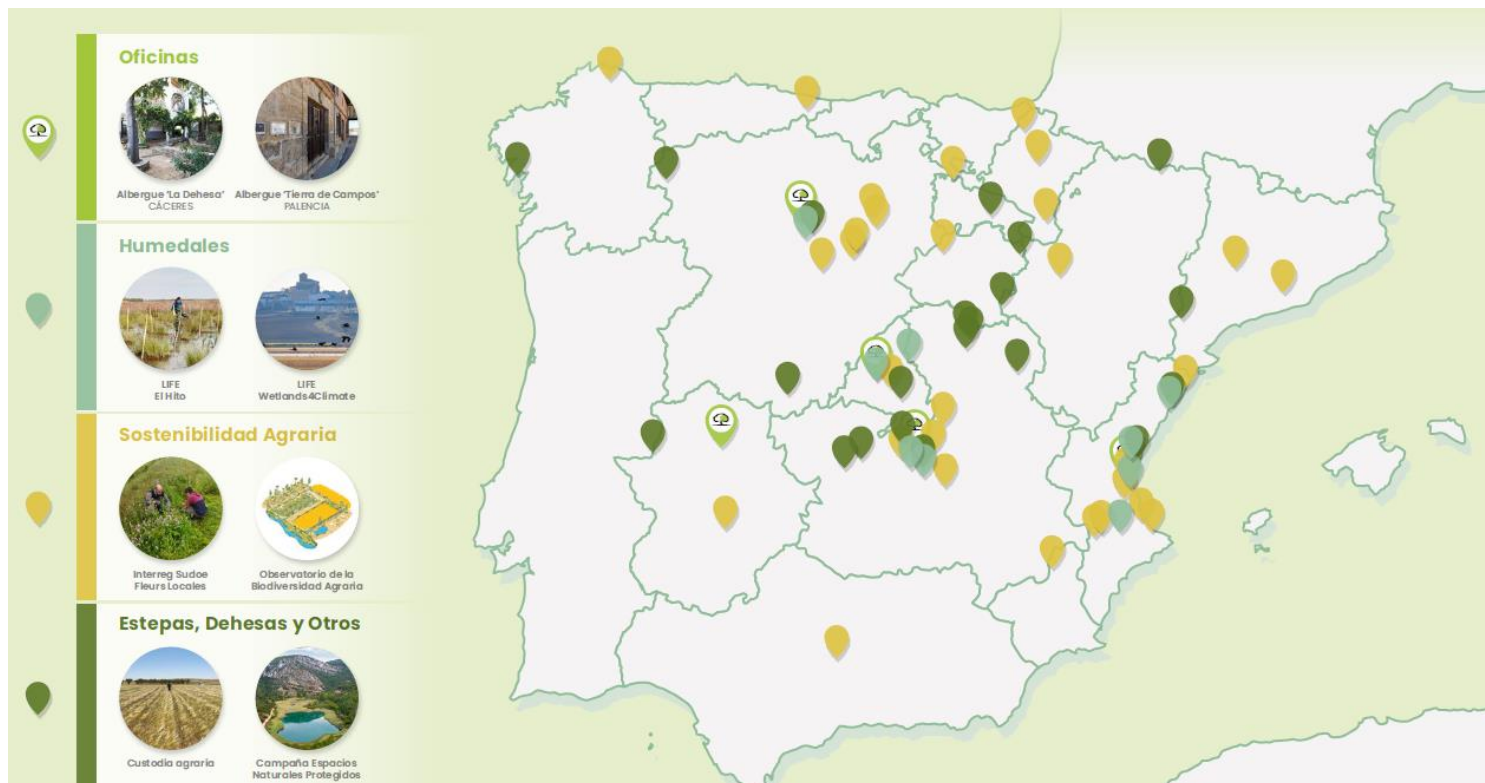 Oficinas
Albergue 'La Dehesa'
CÁCERES
Albergue 'Tierra de Campos'
PALENCIA
Humedales
LIFE
El Hito
LIFE
Wetlands4Climate
Sostenibilidad Agraria
Interreg Sudoe
Fleurs Locales
Observatorio de la
Biodiversidad Agraria
Estepas, Dehesas y Otros
Custodia agraria
Campaña Espacios
Naturales Protegidos